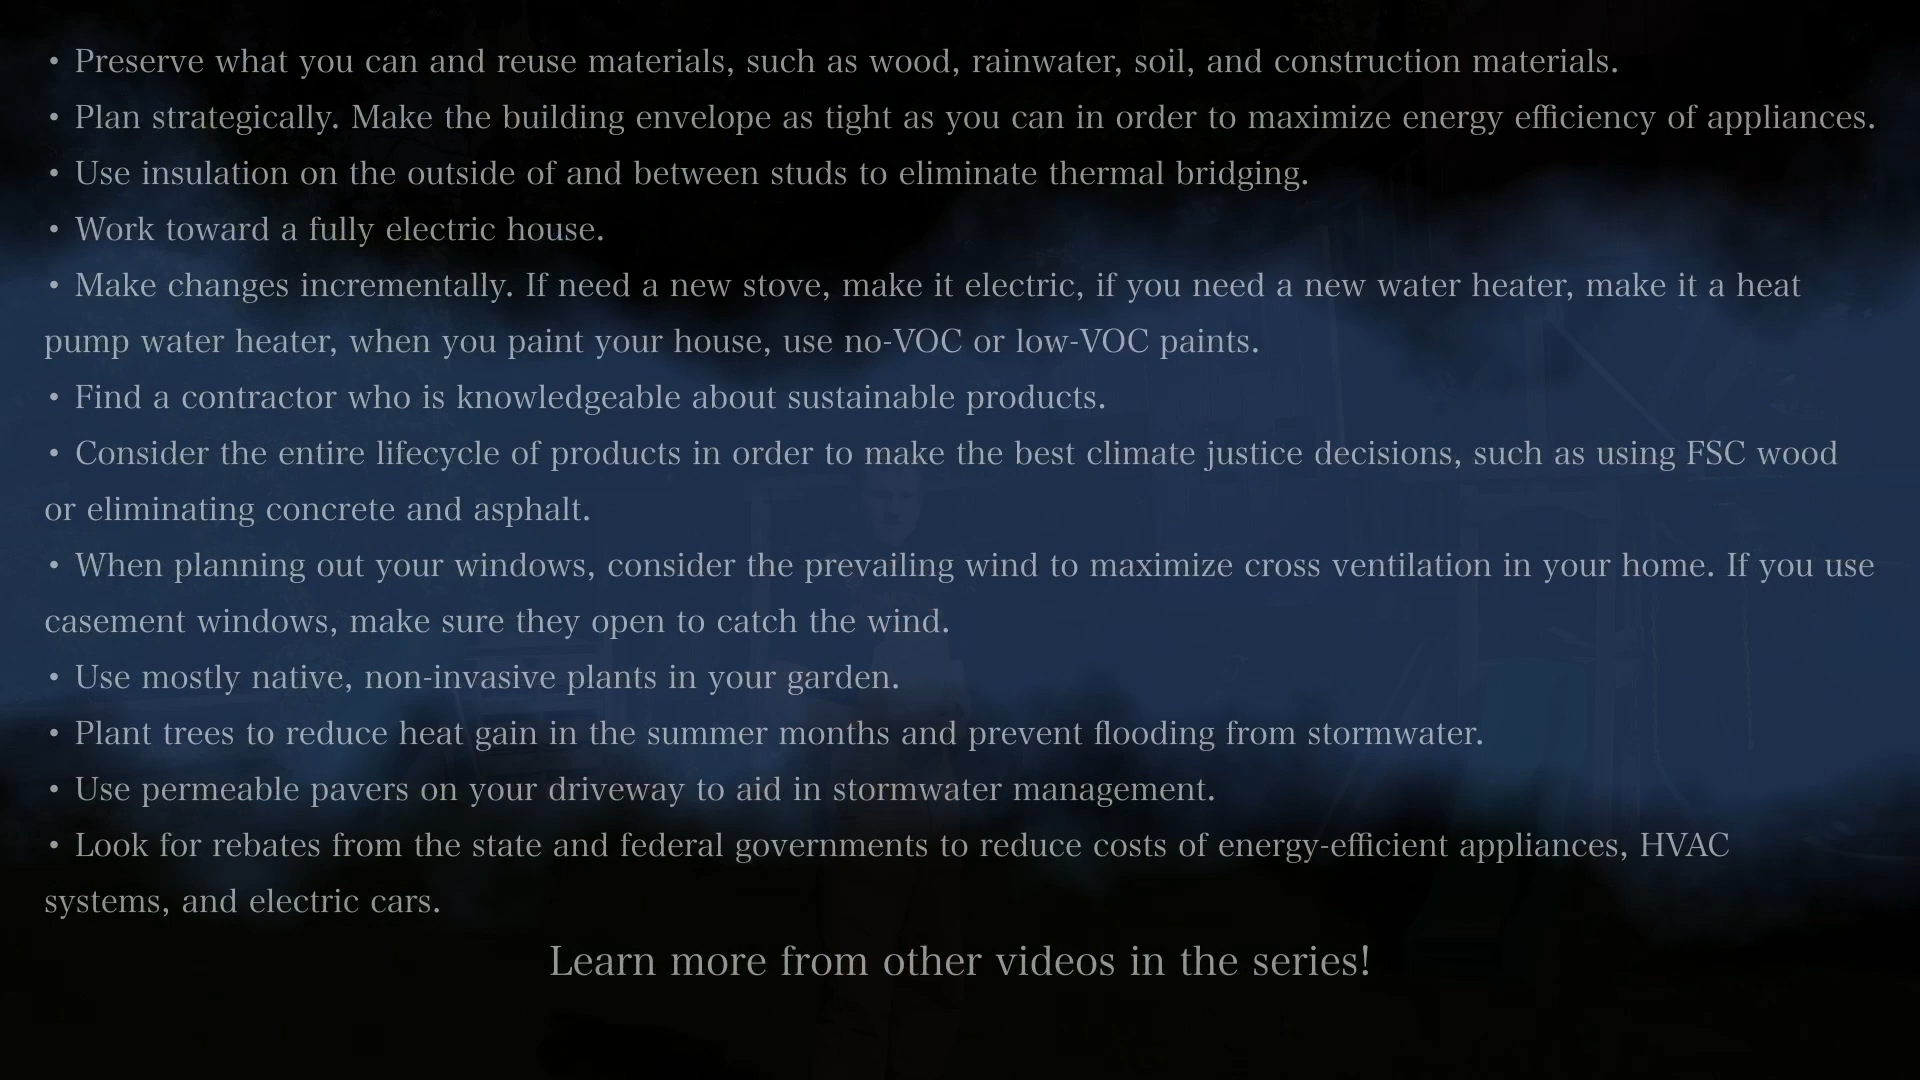 • Preserve what you can and reuse materials, such as wood, rainwater, soil, and construction materials.
• Plan strategically. Make the building envelope as tight as you can in order to maximize energy efficiency of appliances.
• Use insulation on the outside of and between studs to eliminate thermal bridging.
• Work toward a fully electric house.
• Make changes incrementally. If need a new stove, make it electric, if you need a new water heater, make it a heat
pump water heater, when you paint your house, use no-VOC or low-VOC paints.
• Find a contractor who is knowledgeable about sustainable products.
• Consider the entire lifecycle of products in order to make the best climate justice decisions, such as using FSC wood
or eliminating concrete and asphalt.
• When planning out your windows, consider the prevailing wind to maximize cross ventilation in your home. If you use
casement windows, make sure they open to catch the wind.
• Use mostly native, non-invasive plants in your garden.
• Plant trees to reduce heat gain in the summer months and prevent flooding from stormwater.
• Use permeable pavers on your driveway to aid in stormwater management.
• Look for rebates from the state and federal governments to reduce costs of energy-efficient appliances, HVAC
systems, and electric cars.
Learn more from other videos in the series!